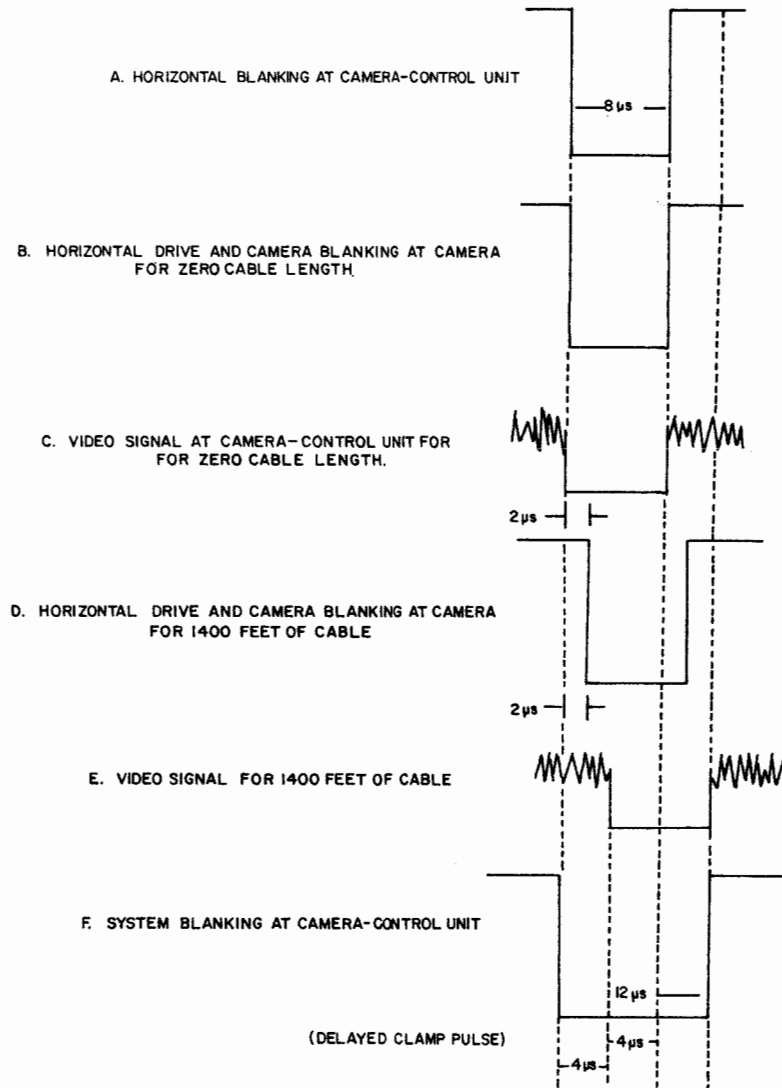 A. HORIZONTAL BLANKING AT CAMERA-CONTROL UNIT
8 µs
B. HORIZONTAL DRIVE AND CAMERA BLANKING AT CAMERA
FOR ZERO CABLE LENGTH.
C. VIDEO SIGNAL AT CAMERA-CONTROL UNIT FOR
FOR ZERO CABLE LENGTH.
2 µs
D. HORIZONTAL DRIVE AND CAMERA BLANKING AT CAMERA
FOR 1400 FEET OF CABLE
2 µs
E. VIDEO SIGNAL FOR 1400 FEET OF CABLE
F. SYSTEM BLANKING AT CAMERA-CONTROL UNIT
12 µs
(DELAYED CLAMP PULSE)
4 µs
4 µs